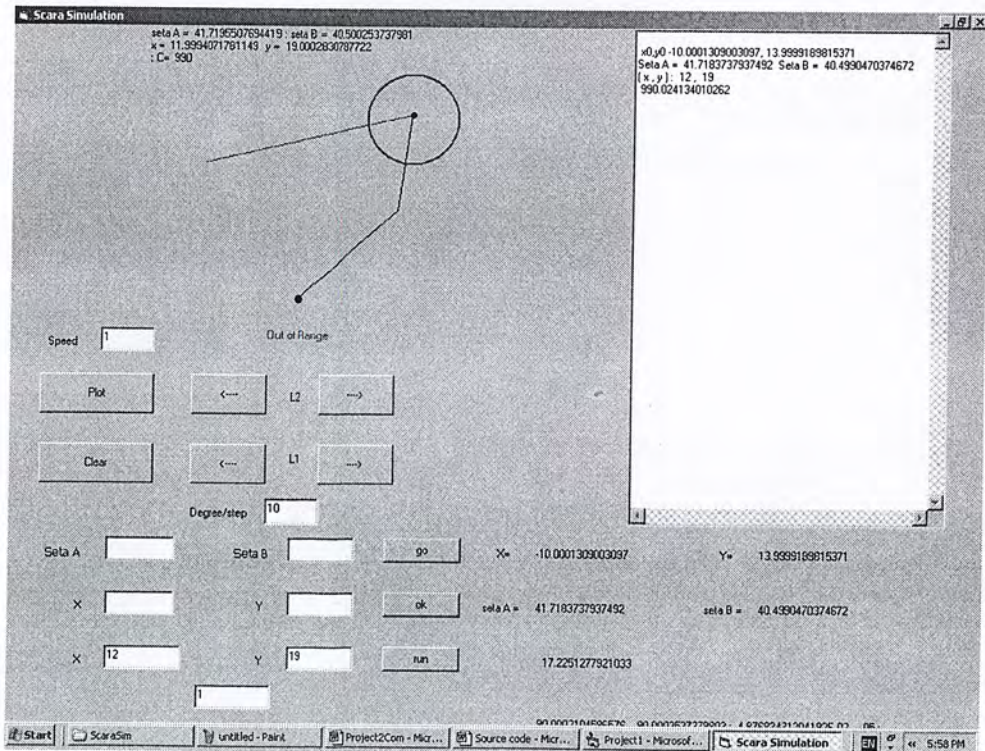 Scara Simulation
seta A = 41.7195507694419 : seta B = 40.500253737981
x = 11.9994071781149 y = 19.0002830787722
: C= 990
x0,y0 -10.0001309003097, 13.9999189815371
Seta A = 41.7183737937492 Seta B = 40.4990470374672
( x , y ) : 12 , 19
990.024134010262
Out of Range
Speed 1
Plot <---- L2 ---->
Clear <---- L1 ---->
Degree/step 10
Seta A Seta B go X= -10.0001309003097 Y= 13.9999189815371
X Y ok seta A = 41.7183737937492 seta B = 40.4990470374672
X 12 Y 19 run 17.2251277921033
1
Start ScaraSim untitled - Paint Project2Com - Micr... Source code - Micr... Project1 - Microsof... Scara Simulation EN « 5:58 PM